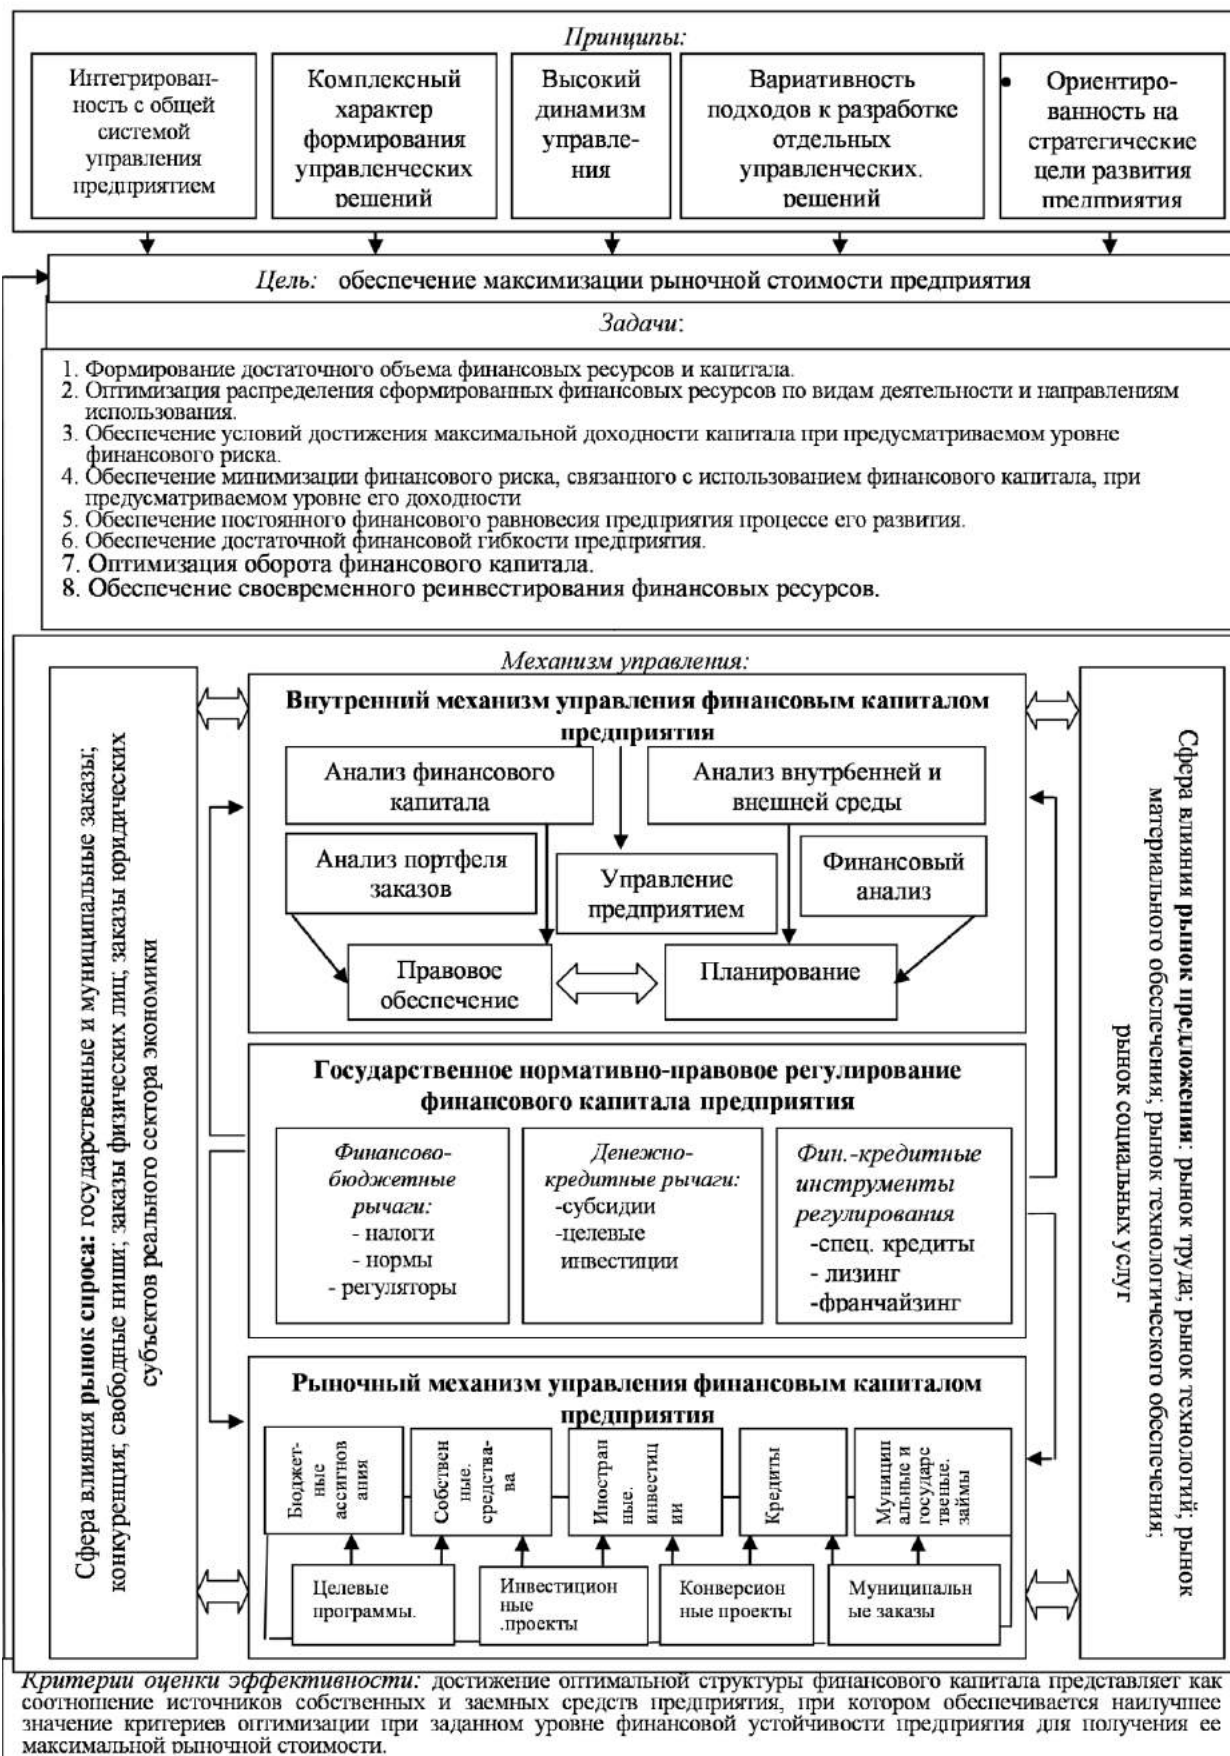 Принципы:
Интегрирован-
ность с общей
системой
управления
предприятием
Комплексный
характер
формирования
управленческих
решений
Высокий
динамизм
управле-
ния
Вариативность
подходов к разработке
отдельных
управленческих.
решений
• Ориентиро-
ванность на
стратегические
цели развития
предприятия
Цель: обеспечение максимизации рыночной стоимости предприятия
Задачи:
1. Формирование достаточного объема финансовых ресурсов и капитала.
2. Оптимизация распределения сформированных финансовых ресурсов по видам деятельности и направлениям
использования.
3. Обеспечение условий достижения максимальной доходности капитала при предусматриваемом уровне
финансового риска.
4. Обеспечение минимизации финансового риска, связанного с использованием финансового капитала, при
предусматриваемом уровне его доходности
5. Обеспечение постоянного финансового равновесия предприятия процессе его развития.
6. Обеспечение достаточной финансовой гибкости предприятия.
7. Оптимизация оборота финансового капитала.
8. Обеспечение своевременного реинвестирования финансовых ресурсов.
Механизм управления:
Сфера влияния рынок спроса: государственные и муниципальные заказы;
конкуренция; свободные ниши; заказы физических лиц; заказы юридических
субъектов реального сектора экономики
Внутренний механизм управления финансовым капиталом
предприятия
Анализ финансового
капитала
Анализ внутрбенней и
внешней среды
Анализ портфеля
заказов
Управление
предприятием
Финансовый
анализ
Правовое
обеспечение
Планирование
Государственное нормативно-правовое регулирование
финансового капитала предприятия
Финансово-
бюджетные
рычаги:
- налоги
- нормы
- регуляторы
Денежно-
кредитные рычаги:
-субсидии
-целевые
инвестиции
Фин.-кредитные
инструменты
регулирования
-спец. кредиты
- лизинг
-франчайзинг
Рыночный механизм управления финансовым капиталом
предприятия
Бюджет-
ные
ассигнов
ания
Собствен
ные.
средства-
ва
Иностран
ные.
инвестиц
ии
Кредиты
Муницип
альные и
государс
твеные.
займы
Целевые
программы.
Инвестицион
ные
.проекты
Конверсион
ные проекты
Муниципальн
ые заказы
Сфера влияния рынок предложения: рынок труда; рынок технологий; рынок
материального обеспечения; рынок технологического обеспечения;
рынок социальных услуг
Критерии оценки эффективности: достижение оптимальной структуры финансового капитала представляет как
соотношение источников собственных и заемных средств предприятия, при котором обеспечивается наилучшее
значение критериев оптимизации при заданном уровне финансовой устойчивости предприятия для получения ее
максимальной рыночной стоимости.